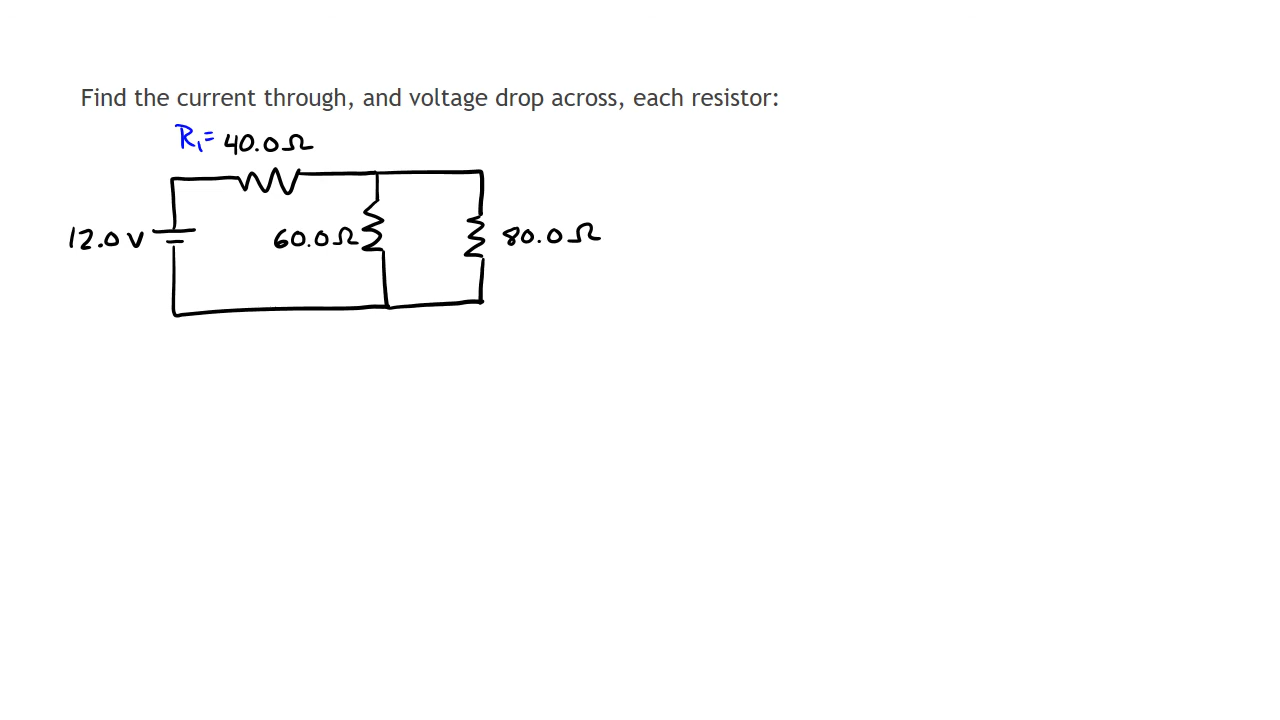 Find the current through, and voltage drop across, each resistor:
R₁= 40.0Ω
12.0 V
60.0Ω
80.0Ω